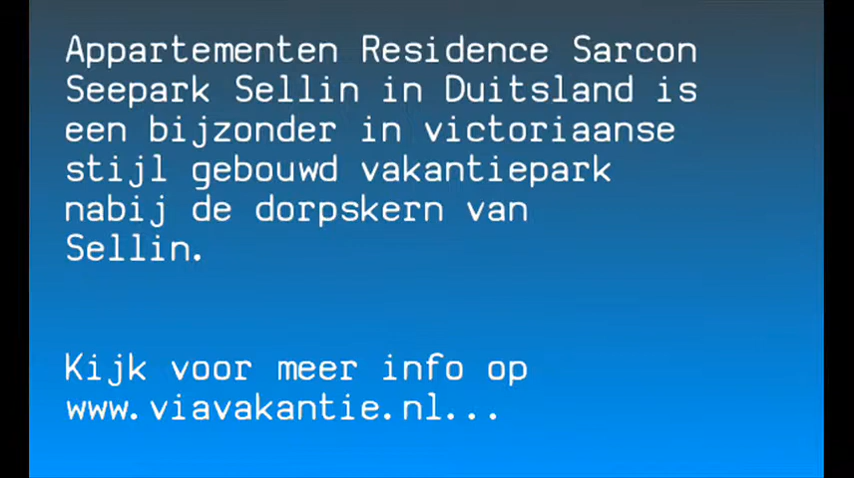 Appartementen Residence Sarcon
Seepark Sellin in Duitsland is
een bijzonder in victoriaanse
stijl gebouwd vakantiepark
nabij de dorpskern van
Sellin.
Kijk voor meer info op
www.viavakantie.nl...